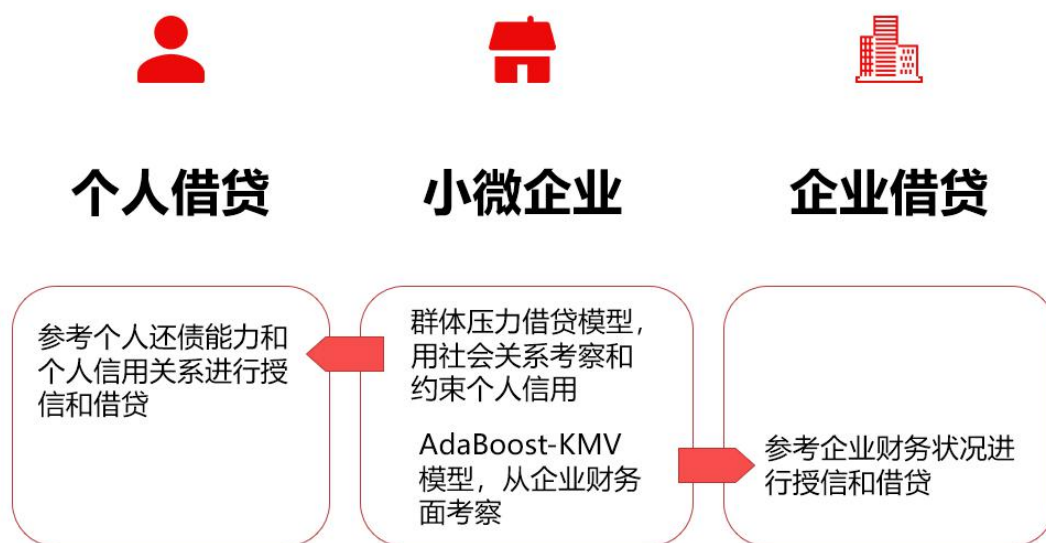 个人借贷
小微企业
企业借贷
参考个人还债能力和
个人信用关系进行授
信和借贷
群体压力借贷模型，
用社会关系考察和
约束个人信用
AdaBoost-KMV
模型，从企业财务
面考察
参考企业财务状况进
行授信和借贷